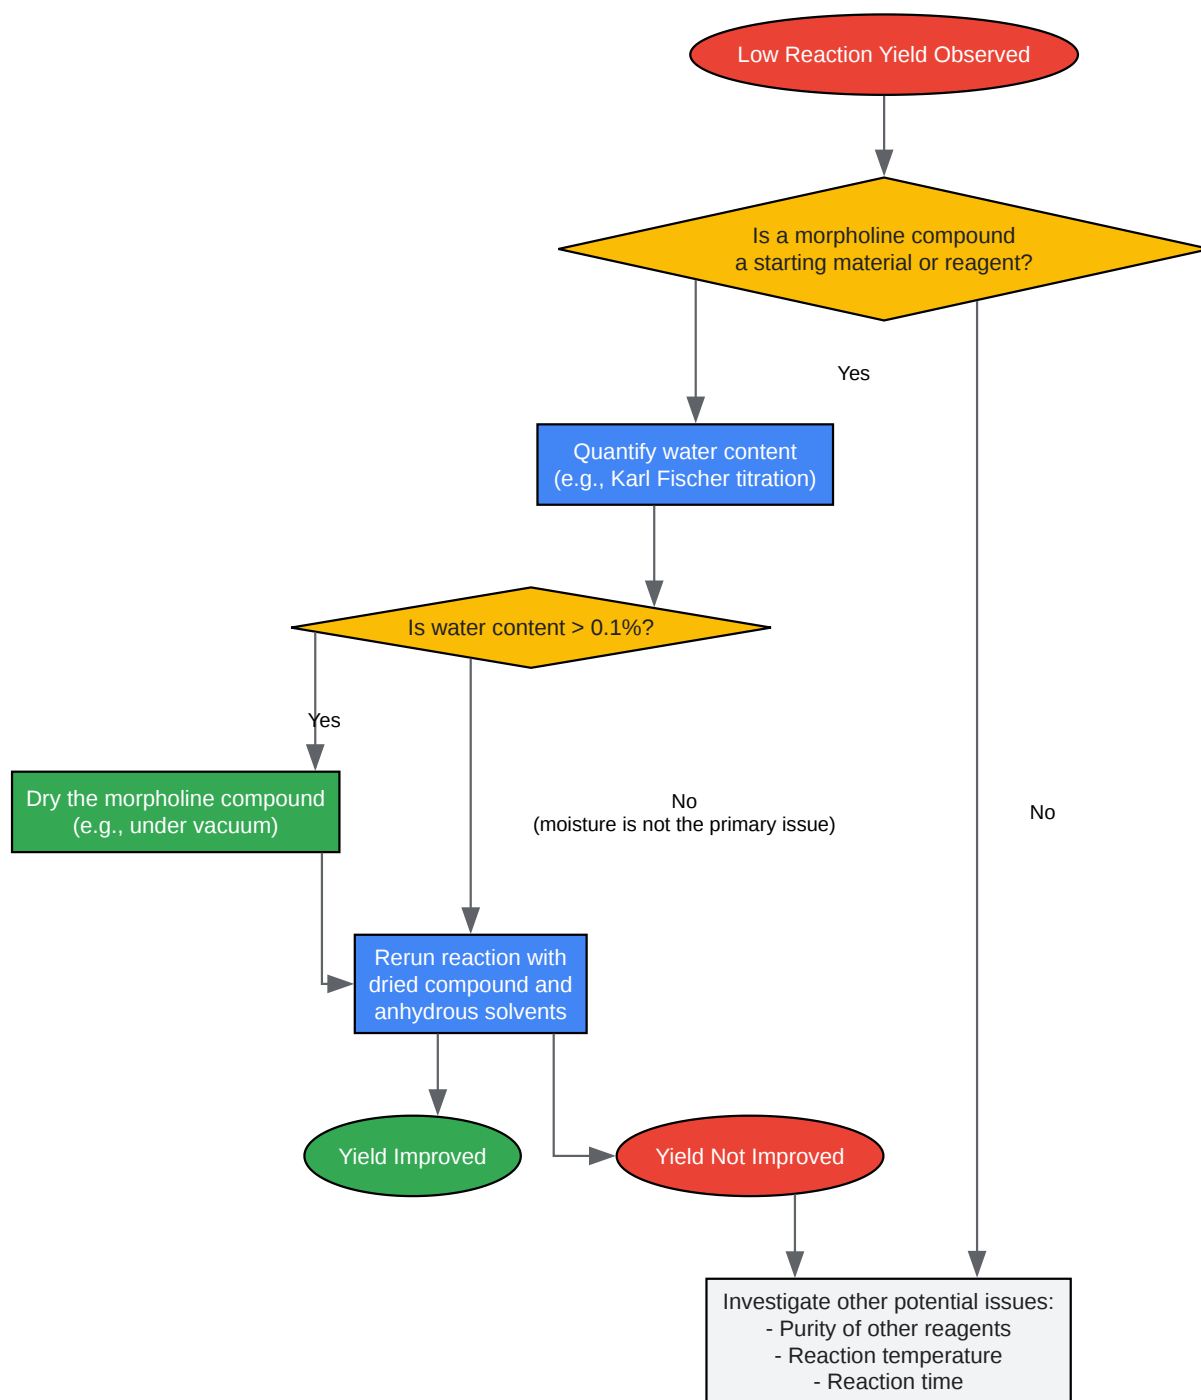 Low Reaction Yield Observed
Is a morpholine compound
a starting material or reagent?
Yes
Quantify water content
(e.g., Karl Fischer titration)
Is water content > 0.1%?
Yes
Dry the morpholine compound
(e.g., under vacuum)
No
(moisture is not the primary issue)
No
Rerun reaction with
dried compound and
anhydrous solvents
Yield Improved
Yield Not Improved
Investigate other potential issues:
- Purity of other reagents
- Reaction temperature
- Reaction time